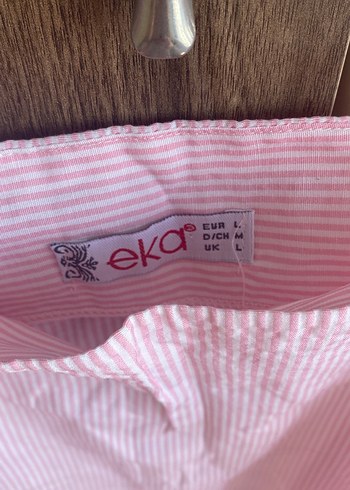 eka®
EUR L
D/CH M
UK L